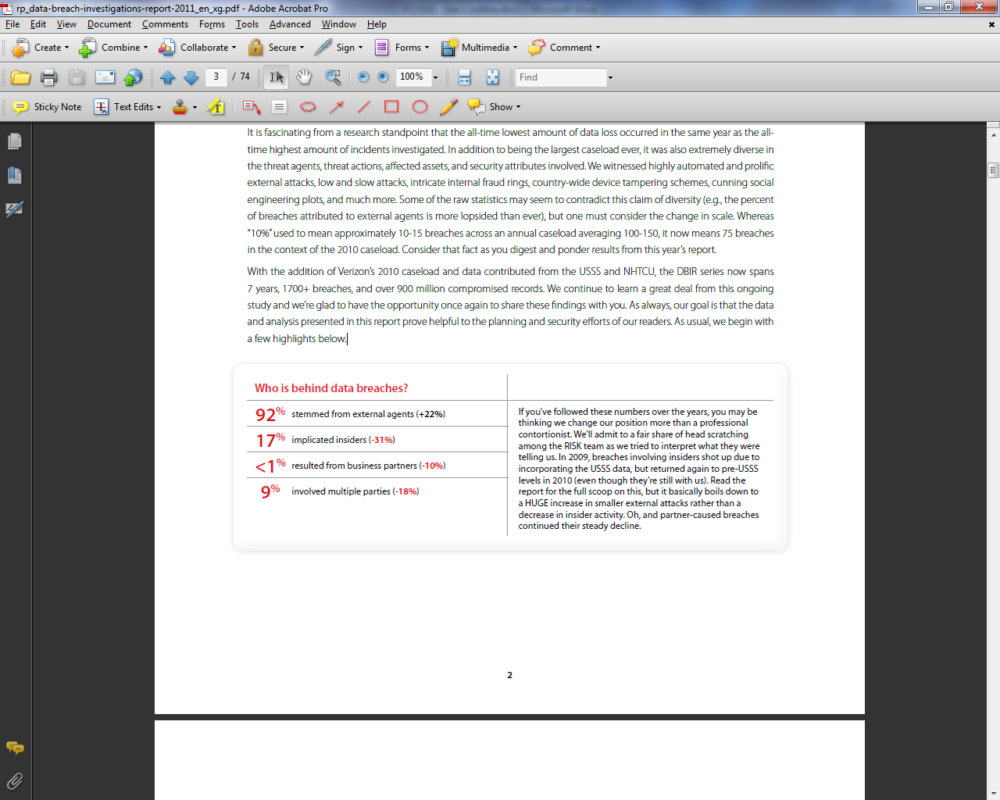 rp_data-breach-investigations-report-2011_en_xg.pdf - Adobe Acrobat Pro
File Edit View Document Comments Forms Tools Advanced Window Help
Create Combine Collaborate Secure Sign Forms Multimedia Comment
3 / 74 100% Find
Sticky Note Text Edits Show
It is fascinating from a research standpoint that the all-time lowest amount of data loss occurred in the same year as the all-
time highest amount of incidents investigated. In addition to being the largest caseload ever, it was also extremely diverse in
the threat agents, threat actions, affected assets, and security attributes involved. We witnessed highly automated and prolific
external attacks, low and slow attacks, intricate internal fraud rings, country-wide device tampering schemes, cunning social
engineering plots, and much more. Some of the raw statistics may seem to contradict this claim of diversity (e.g., the percent
of breaches attributed to external agents is more lopsided than ever), but one must consider the change in scale. Whereas
“10%” used to mean approximately 10-15 breaches across an annual caseload averaging 100-150, it now means 75 breaches
in the context of the 2010 caseload. Consider that fact as you digest and ponder results from this year’s report.
With the addition of Verizon’s 2010 caseload and data contributed from the USSS and NHTCU, the DBIR series now spans
7 years, 1700+ breaches, and over 900 million compromised records. We continue to learn a great deal from this ongoing
study and we’re glad to have the opportunity once again to share these findings with you. As always, our goal is that the data
and analysis presented in this report prove helpful to the planning and security efforts of our readers. As usual, we begin with
a few highlights below.
Who is behind data breaches?
92% stemmed from external agents (+22%)
17% implicated insiders (-31%)
<1% resulted from business partners (-10%)
9% involved multiple parties (-18%)
If you’ve followed these numbers over the years, you may be
thinking we change our position more than a professional
contortionist. We’ll admit to a fair share of head scratching
among the RISK team as we tried to interpret what they were
telling us. In 2009, breaches involving insiders shot up due to
incorporating the USSS data, but returned again to pre-USSS
levels in 2010 (even though they’re still with us). Read the
report for the full scoop on this, but it basically boils down to
a HUGE increase in smaller external attacks rather than a
decrease in insider activity. Oh, and partner-caused breaches
continued their steady decline.
2